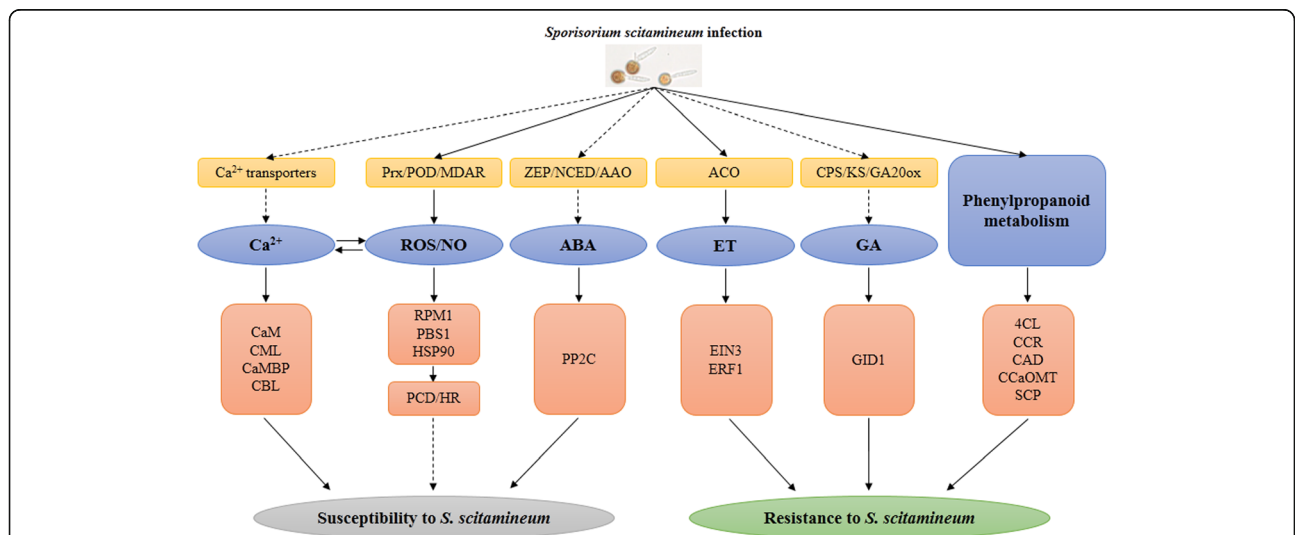 Sporisorium scitamineum infection
Ca²⁺ transporters
Prx/POD/MDAR
ZEP/NCED/AAO
ACO
CPS/KS/GA20ox
Phenylpropanoid
metabolism
Ca²⁺
ROS/NO
ABA
ET
GA
CaM
CML
CaMBP
CBL
RPM1
PBS1
HSP90
PCD/HR
PP2C
EIN3
ERF1
GID1
4CL
CCR
CAD
CCaOMT
SCP
Susceptibility to S. scitamineum
Resistance to S. scitamineum